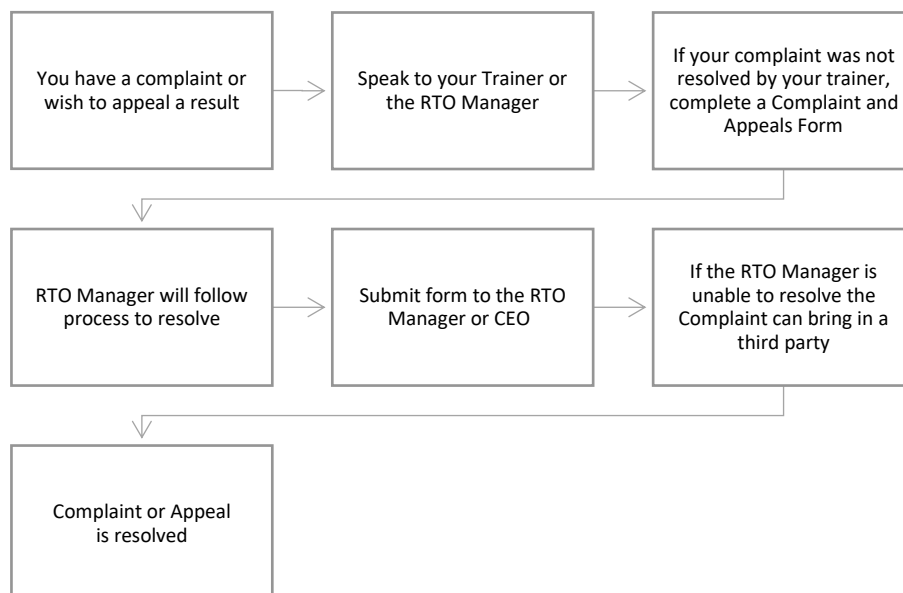 You have a complaint or
wish to appeal a result
Speak to your Trainer or
the RTO Manager
If your complaint was not
resolved by your trainer,
complete a Complaint and
Appeals Form
RTO Manager will follow
process to resolve
Submit form to the RTO
Manager or CEO
If the RTO Manager is
unable to resolve the
Complaint can bring in a
third party
Complaint or Appeal
is resolved